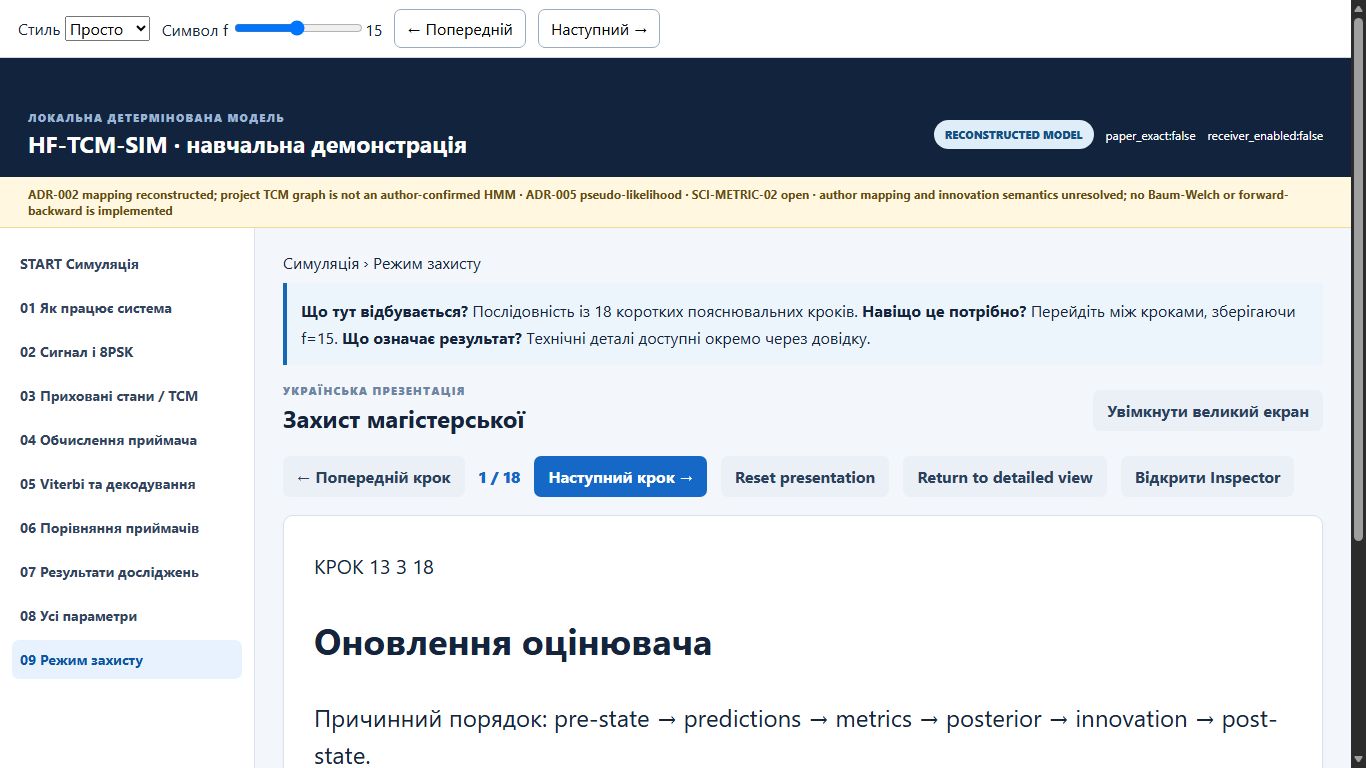 Стиль Просто Символ f 15 ← Попередній Наступний →
ЛОКАЛЬНА ДЕТЕРМІНОВАНА МОДЕЛЬ
HF-TCM-SIM · навчальна демонстрація
RECONSTRUCTED MODEL paper_exact:false receiver_enabled:false
ADR-002 mapping reconstructed; project TCM graph is not an author-confirmed HMM · ADR-005 pseudo-likelihood · SCI-METRIC-02 open · author mapping and innovation semantics unresolved; no Baum-Welch or forward-
backward is implemented
START Симуляція
01 Як працює система
02 Сигнал і 8PSK
03 Приховані стани / TCM
04 Обчислення приймача
05 Viterbi та декодування
06 Порівняння приймачів
07 Результати досліджень
08 Усі параметри
09 Режим захисту
Симуляція › Режим захисту
Що тут відбувається? Послідовність із 18 коротких пояснювальних кроків. Навіщо це потрібно? Перейдіть між кроками, зберігаючи
f=15. Що означає результат? Технічні деталі доступні окремо через довідку.
УКРАЇНСЬКА ПРЕЗЕНТАЦІЯ
Захист магістерської
Увімкнути великий екран
← Попередній крок 1 / 18 Наступний крок → Reset presentation Return to detailed view Відкрити Inspector
КРОК 13 З 18
Оновлення оцінювача
Причинний порядок: pre-state → predictions → metrics → posterior → innovation → post-
state.